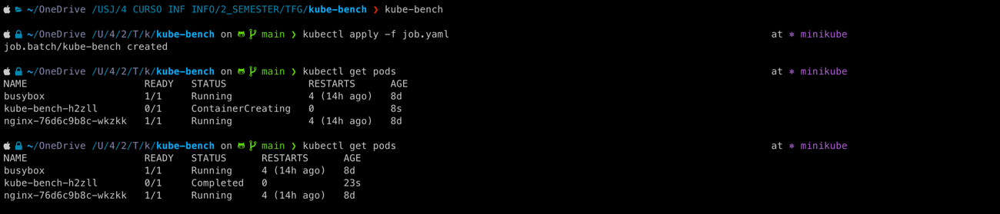 ~/OneDrive /USJ/4 CURSO INF INFO/2_SEMESTER/TFG/kube-bench ❯ kube-bench
~/OneDrive /U/4/2/T/k/kube-bench on main ❯ kubectl apply -f job.yaml at ⎈ minikube
job.batch/kube-bench created
~/OneDrive /U/4/2/T/k/kube-bench on main ❯ kubectl get pods at ⎈ minikube
NAME READY STATUS RESTARTS AGE
busybox 1/1 Running 4 (14h ago) 8d
kube-bench-h2zll 0/1 ContainerCreating 0 8s
nginx-76d6c9b8c-wkzkk 1/1 Running 4 (14h ago) 8d
~/OneDrive /U/4/2/T/k/kube-bench on main ❯ kubectl get pods at ⎈ minikube
NAME READY STATUS RESTARTS AGE
busybox 1/1 Running 4 (14h ago) 8d
kube-bench-h2zll 0/1 Completed 0 23s
nginx-76d6c9b8c-wkzkk 1/1 Running 4 (14h ago) 8d